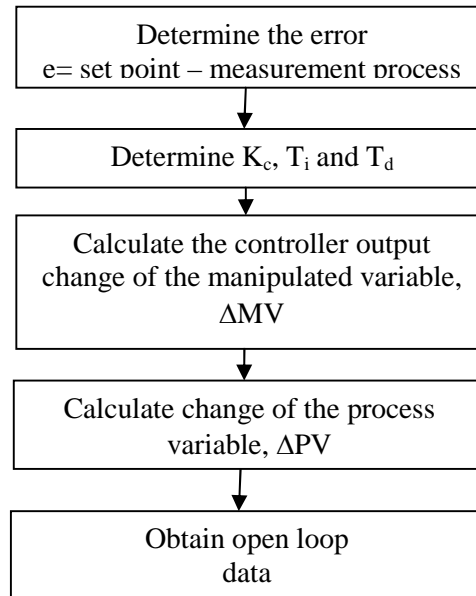 Determine the error
e= set point – measurement process
Determine Kc, Ti and Td
Calculate the controller output
change of the manipulated variable,
ΔMV
Calculate change of the process
variable, ΔPV
Obtain open loop
data